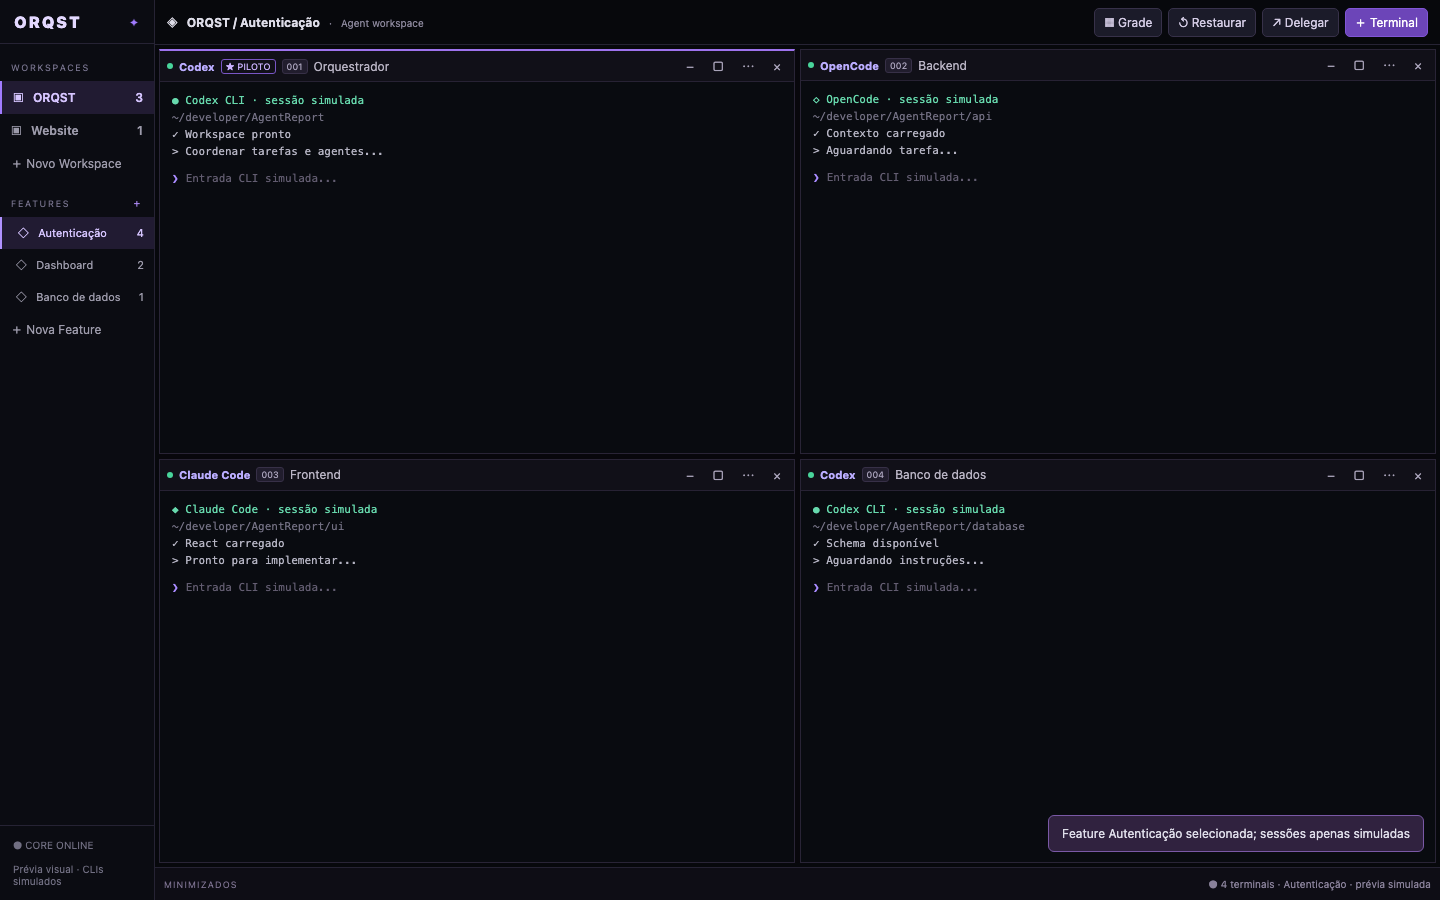 ORQST ✦
WORKSPACES
▣ ORQST 3
▣ Website 1
+ Novo Workspace
FEATURES +
◇ Autenticação 4
◇ Dashboard 2
◇ Banco de dados 1
+ Nova Feature
● CORE ONLINE
Prévia visual · CLIs
simulados
◈ ORQST / Autenticação · Agent workspace
▦ Grade
↺ Restaurar
↗ Delegar
+ Terminal
● Codex ★ PILOTO 001 Orquestrador – □ ··· ×
● Codex CLI · sessão simulada
~/developer/AgentReport
✓ Workspace pronto
> Coordenar tarefas e agentes...
❯ Entrada CLI simulada...
● OpenCode 002 Backend – □ ··· ×
◇ OpenCode · sessão simulada
~/developer/AgentReport/api
✓ Contexto carregado
> Aguardando tarefa...
❯ Entrada CLI simulada...
● Claude Code 003 Frontend – □ ··· ×
◆ Claude Code · sessão simulada
~/developer/AgentReport/ui
✓ React carregado
> Pronto para implementar...
❯ Entrada CLI simulada...
● Codex 004 Banco de dados – □ ··· ×
● Codex CLI · sessão simulada
~/developer/AgentReport/database
✓ Schema disponível
> Aguardando instruções...
❯ Entrada CLI simulada...
Feature Autenticação selecionada; sessões apenas simuladas
MINIMIZADOS
● 4 terminais · Autenticação · prévia simulada